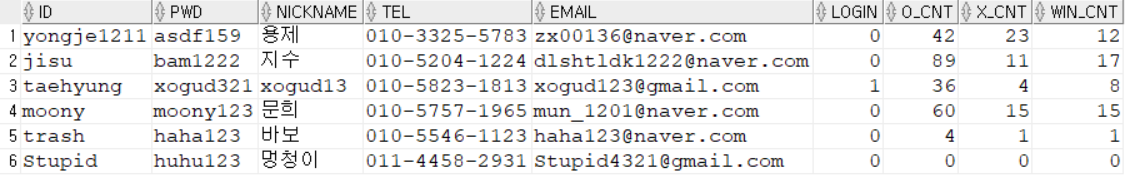 ID PWD NICKNAME TEL EMAIL LOGIN O_CNT X_CNT WIN_CNT
1 yongje1211 asdf159 용제 010-3325-5783 zx00136@naver.com 0 42 23 12
2 jisu bam1222 지수 010-5204-1224 dlshtldk1222@naver.com 0 89 11 17
3 taehyung xogud321 xogud13 010-5823-1813 xogud123@gmail.com 1 36 4 8
4 moony moony123 문희 010-5757-1965 mun_1201@naver.com 0 60 15 15
5 trash haha123 바보 010-5546-1123 haha123@naver.com 0 4 1 1
6 Stupid huhu123 멍청이 011-4458-2931 Stupid4321@gmail.com 0 0 0 0